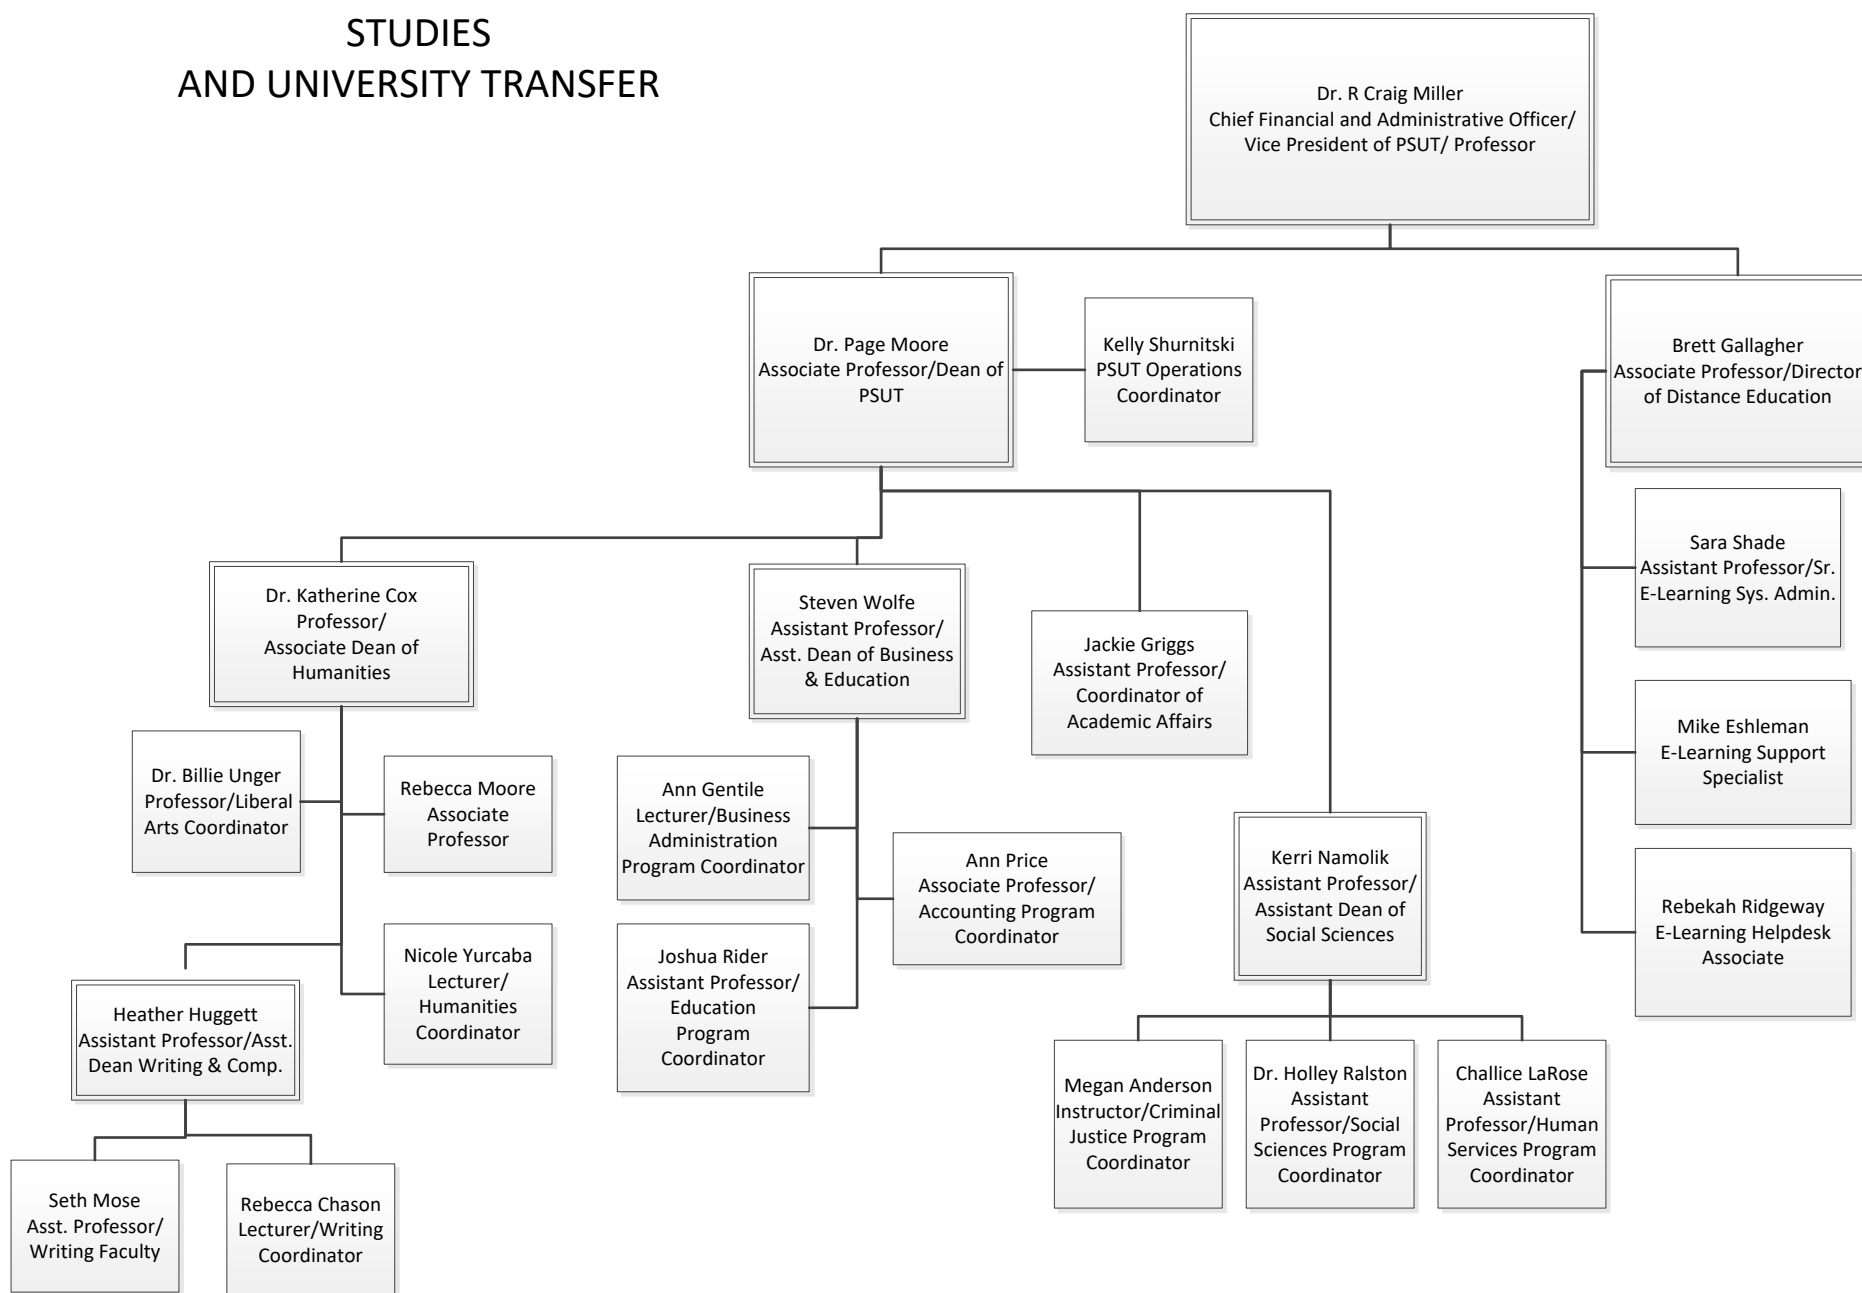 STUDIES
AND UNIVERSITY TRANSFER
Dr. R Craig Miller
Chief Financial and Administrative Officer/
Vice President of PSUT/ Professor
Dr. Page Moore
Associate Professor/Dean of
PSUT
Kelly Shurnitski
PSUT Operations
Coordinator
Brett Gallagher
Associate Professor/Director
of Distance Education
Sara Shade
Assistant Professor/Sr.
E-Learning Sys. Admin.
Mike Eshleman
E-Learning Support
Specialist
Rebekah Ridgeway
E-Learning Helpdesk
Associate
Dr. Katherine Cox
Professor/
Associate Dean of
Humanities
Steven Wolfe
Assistant Professor/
Asst. Dean of Business
& Education
Jackie Griggs
Assistant Professor/
Coordinator of
Academic Affairs
Kerri Namolik
Assistant Professor/
Assistant Dean of
Social Sciences
Dr. Billie Unger
Professor/Liberal
Arts Coordinator
Rebecca Moore
Associate
Professor
Nicole Yurcaba
Lecturer/
Humanities
Coordinator
Heather Huggett
Assistant Professor/Asst.
Dean Writing & Comp.
Seth Mose
Asst. Professor/
Writing Faculty
Rebecca Chason
Lecturer/Writing
Coordinator
Ann Gentile
Lecturer/Business
Administration
Program Coordinator
Ann Price
Associate Professor/
Accounting Program
Coordinator
Joshua Rider
Assistant Professor/
Education
Program
Coordinator
Megan Anderson
Instructor/Criminal
Justice Program
Coordinator
Dr. Holley Ralston
Assistant
Professor/Social
Sciences Program
Coordinator
Challice LaRose
Assistant
Professor/Human
Services Program
Coordinator